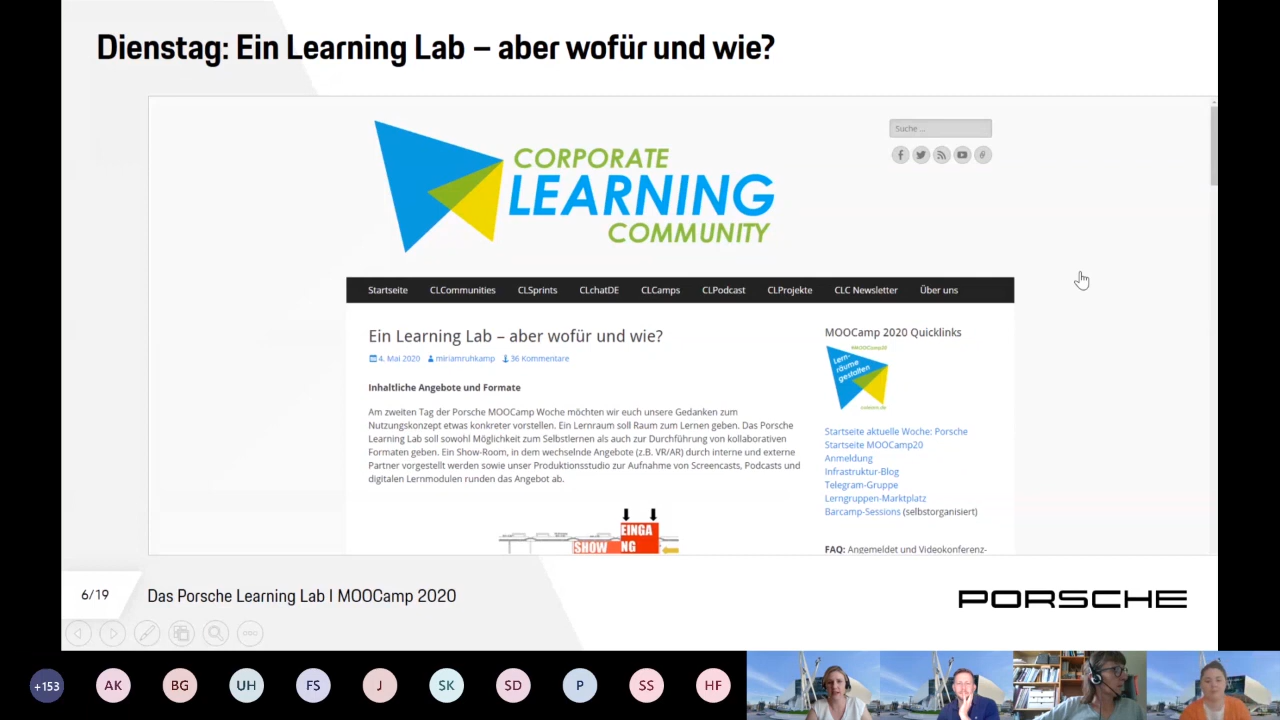 Dienstag: Ein Learning Lab – aber wofür und wie?
CORPORATE
LEARNING
COMMUNITY
Suche ...
Startseite CLCommunities CLSprints CLchatDE CLCamps CLPodcast CLProjekte CLC Newsletter Über uns
Ein Learning Lab – aber wofür und wie?
4. Mai 2020 miriamruhkamp 36 Kommentare
Inhaltliche Angebote und Formate
Am zweiten Tag der Porsche MOOCamp Woche möchten wir euch unsere Gedanken zum
Nutzungskonzept etwas konkreter vorstellen. Ein Lernraum soll Raum zum Lernen geben. Das Porsche
Learning Lab soll sowohl Möglichkeit zum Selbstlernen als auch zur Durchführung von kollaborativen
Formaten geben. Ein Show-Room, in dem wechselnde Angebote (z.B. VR/AR) durch interne und externe
Partner vorgestellt werden sowie unser Produktionsstudio zur Aufnahme von Screencasts, Podcasts und
digitalen Lernmodulen runden das Angebot ab.
EINGA
NG
SHOW
MOOCamp 2020 Quicklinks
#MOOCamp20
Lern-
räume
gestalten
Startseite aktuelle Woche: Porsche
Startseite MOOCamp20
Anmeldung
Infrastruktur-Blog
Telegram-Gruppe
Lerngruppen-Marktplatz
Barcamp-Sessions (selbstorganisiert)
FAQ: Angemeldet und Videokonferenz-
6/19
Das Porsche Learning Lab I MOOCamp 2020
PORSCHE
+153 AK BG UH FS J SK SD P SS HF